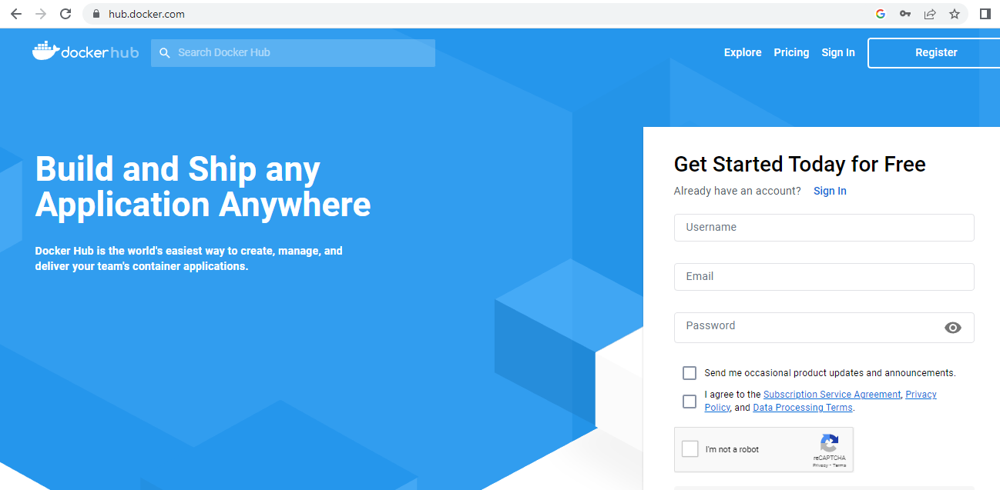 hub.docker.com
docker hub
Search Docker Hub
Explore Pricing Sign In Register
Build and Ship any
Application Anywhere
Docker Hub is the world's easiest way to create, manage, and
deliver your team's container applications.
Get Started Today for Free
Already have an account? Sign In
Username
Email
Password
Send me occasional product updates and announcements.
I agree to the Subscription Service Agreement, Privacy
Policy, and Data Processing Terms.
I'm not a robot
reCAPTCHA
Privacy - Terms